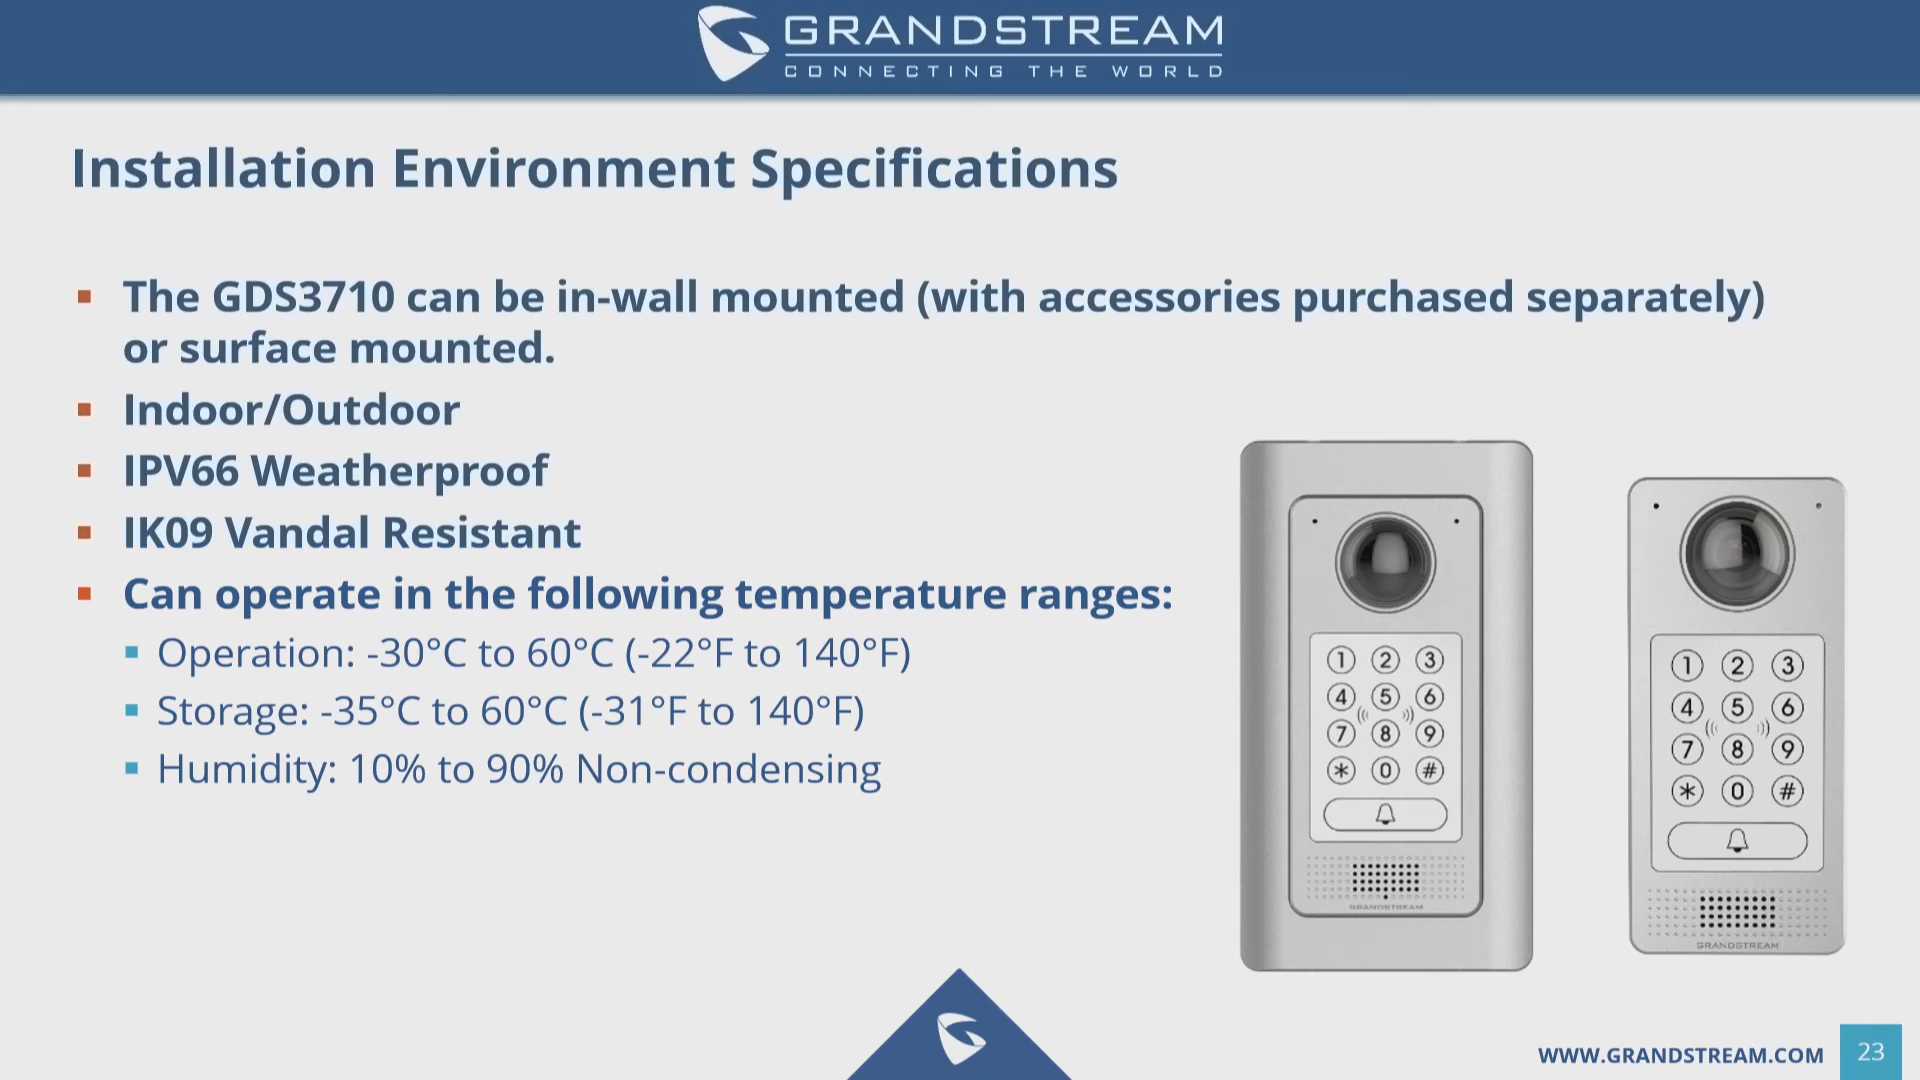 GRANDSTREAM
CONNECTING THE WORLD
Installation Environment Specifications
▪ The GDS3710 can be in-wall mounted (with accessories purchased separately)
or surface mounted.
▪ Indoor/Outdoor
▪ IPV66 Weatherproof
▪ IK09 Vandal Resistant
▪ Can operate in the following temperature ranges:
▪ Operation: -30°C to 60°C (-22°F to 140°F)
▪ Storage: -35°C to 60°C (-31°F to 140°F)
▪ Humidity: 10% to 90% Non-condensing
1 2 3
4 5 6
7 8 9
* 0 #
GRANDSTREAM
1 2 3
4 5 6
7 8 9
* 0 #
GRANDSTREAM
WWW.GRANDSTREAM.COM 23